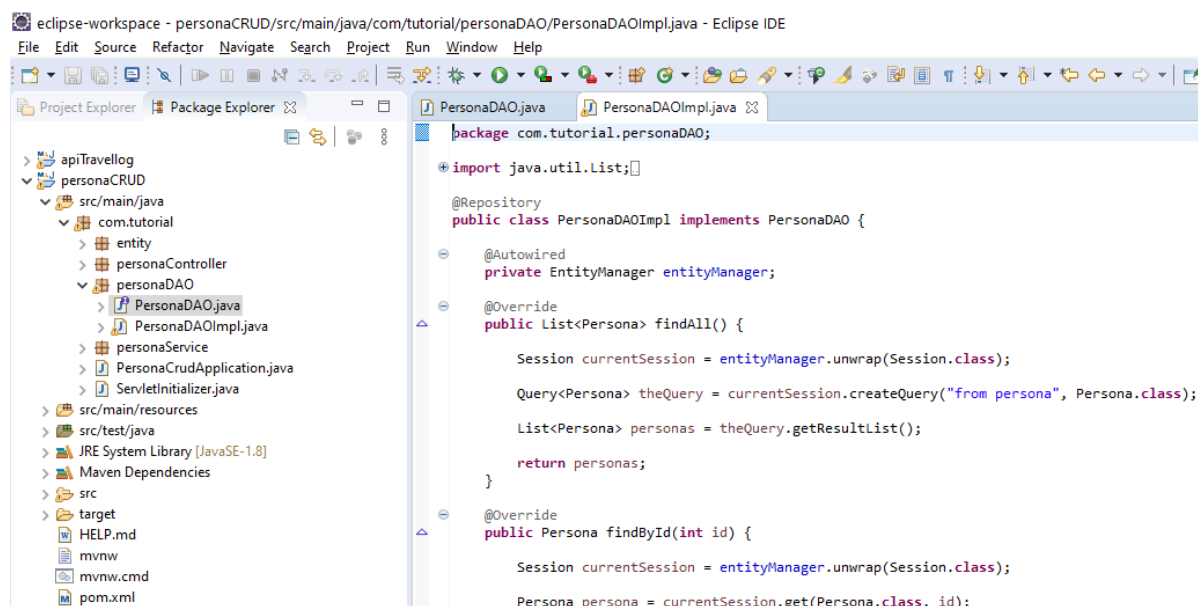 eclipse-workspace - personaCRUD/src/main/java/com/tutorial/personaDAO/PersonaDAOImpl.java - Eclipse IDE
File Edit Source Refactor Navigate Search Project Run Window Help
Project Explorer Package Explorer
PersonaDAO.java PersonaDAOImpl.java
apiTravellog
personaCRUD
src/main/java
com.tutorial
entity
personaController
personaDAO
PersonaDAO.java
PersonaDAOImpl.java
personaService
PersonaCrudApplication.java
ServletInitializer.java
src/main/resources
src/test/java
JRE System Library [JavaSE-1.8]
Maven Dependencies
src
target
HELP.md
mvnw
mvnw.cmd
pom.xml
package com.tutorial.personaDAO;
import java.util.List;
@Repository
public class PersonaDAOImpl implements PersonaDAO {
@Autowired
private EntityManager entityManager;
@Override
public List<Persona> findAll() {
Session currentSession = entityManager.unwrap(Session.class);
Query<Persona> theQuery = currentSession.createQuery("from persona", Persona.class);
List<Persona> personas = theQuery.getResultList();
return personas;
}
@Override
public Persona findById(int id) {
Session currentSession = entityManager.unwrap(Session.class);
Persona persona = currentSession.get(Persona.class, id);